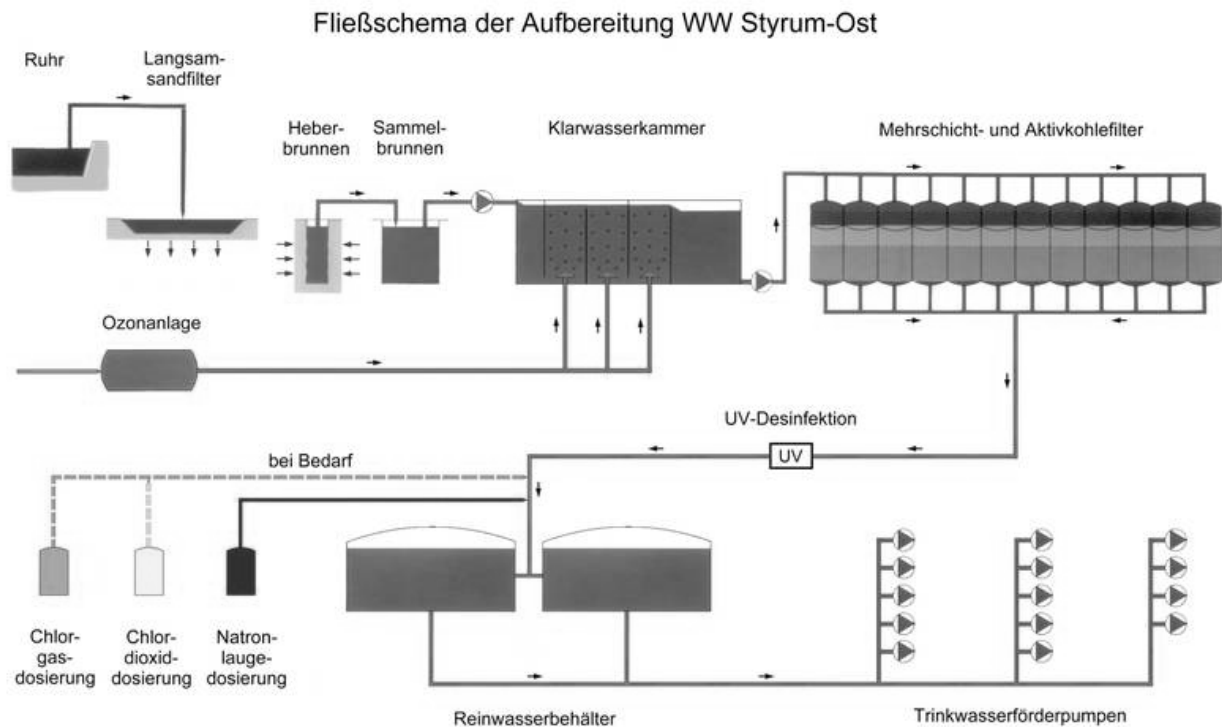 Fließschema der Aufbereitung WW Styrum-Ost
Ruhr
Langsam-
sandfilter
Heber-
brunnen
Sammel-
brunnen
Klarwasserkammer
Mehrschicht- und Aktivkohlefilter
Ozonanlage
UV-Desinfektion
UV
bei Bedarf
Chlor-
gas-
dosierung
Chlor-
dioxid-
dosierung
Natron-
lauge-
dosierung
Reinwasserbehälter
Trinkwasserförderpumpen